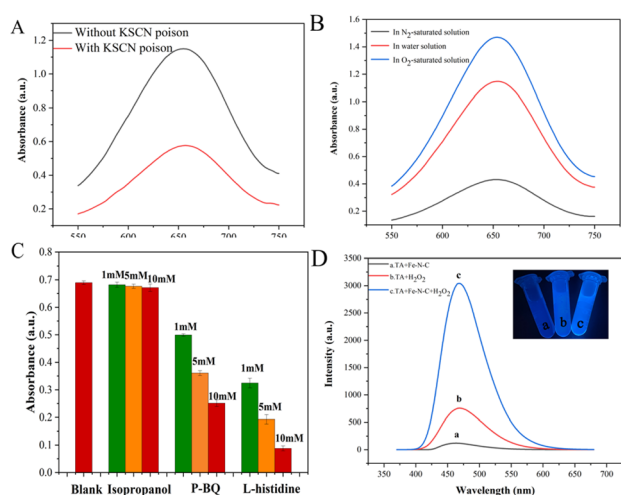 A
Without KSCN poison
With KSCN poison
1.2
1.0
0.8
0.6
0.4
0.2
550
600
650
700
750
Absorbance (a.u.)
B
In N2-saturated solution
In water solution
In O2-saturated solution
1.6
1.4
1.2
1.0
0.8
0.6
0.4
0.2
550
600
650
700
750
Absorbance (a.u.)
C
0.8
0.7
0.6
0.5
0.4
0.3
0.2
0.1
0.0
1mM
5mM
10mM
1mM
5mM
10mM
1mM
5mM
10mM
Blank
Isopropanol
P-BQ
L-histidine
Absorbance (a.u.)
D
a.TA+Fe-N-C
b.TA+H2O2
c.TA+Fe-N-C+H2O2
3500
3000
2500
2000
1500
1000
500
0
350
400
450
500
550
600
650
700
a
b
c
a
b
c
Intensity (a.u.)
Wavelength (nm)